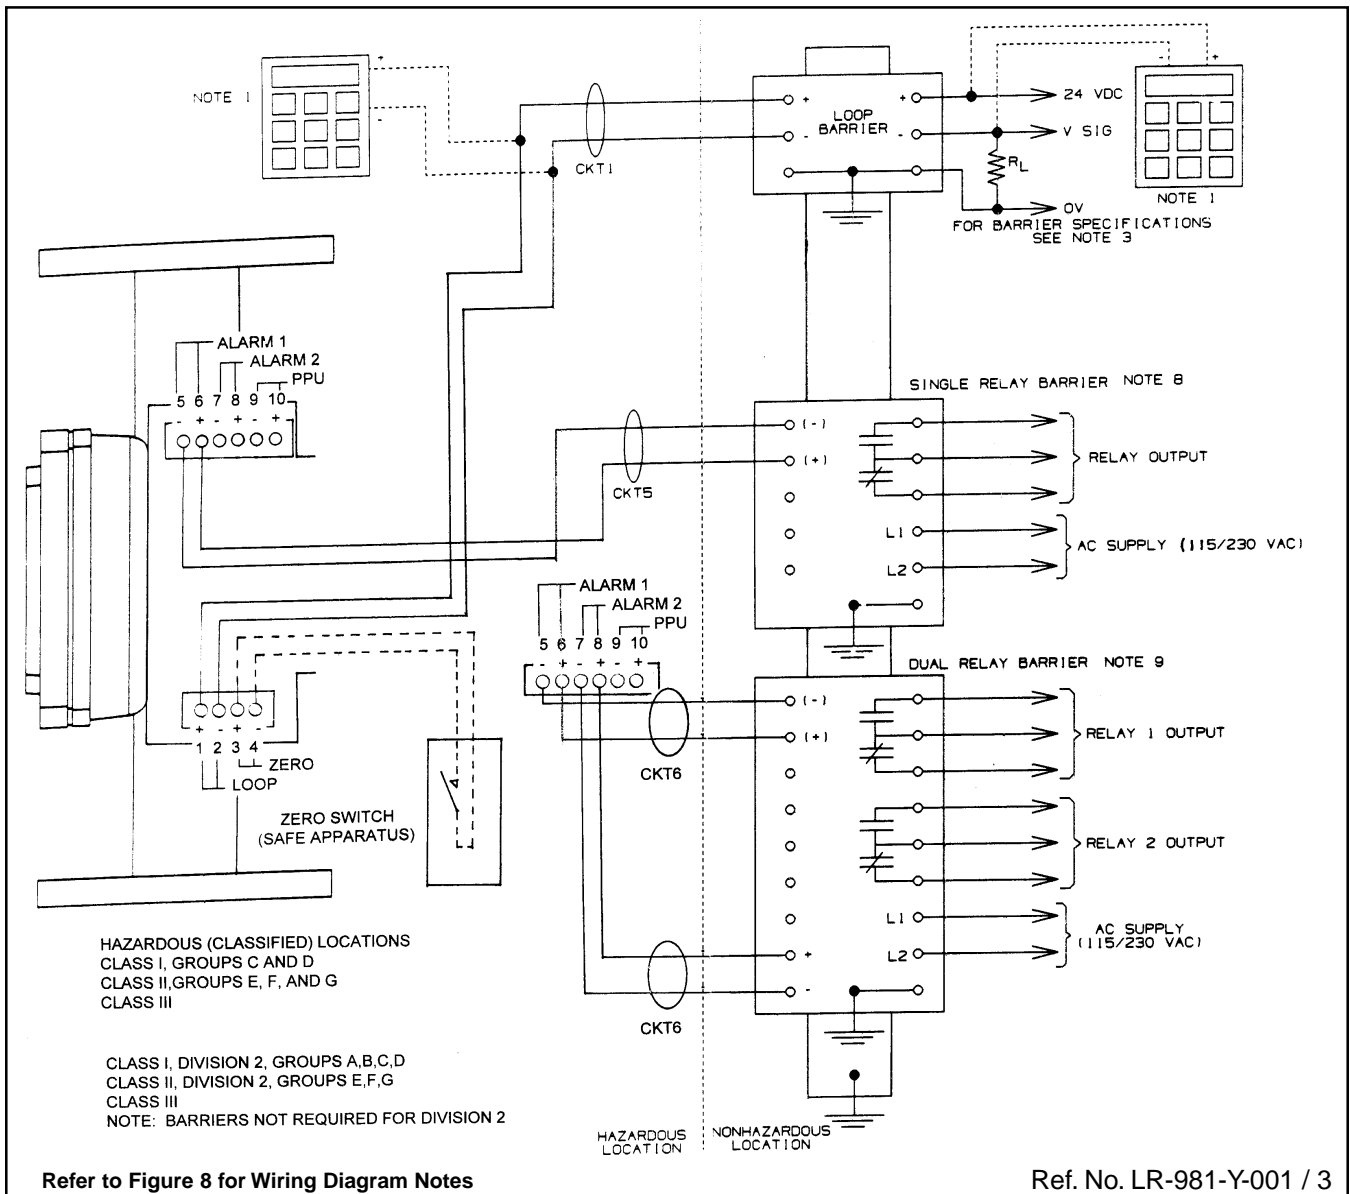 NOTE 1
+
-
CKT1
+
-
LOOP
BARRIER
+
-
24 VDC
V SIG
RL
0V
- +
NOTE 1
FOR BARRIER SPECIFICATIONS
SEE NOTE 3
ALARM 1
ALARM 2
PPU
5 6 7 8 9 10
- + - + - +
CKT5
SINGLE RELAY BARRIER NOTE 8
(-)
(+)
RELAY OUTPUT
L1
L2
AC SUPPLY (115/230 VAC)
ALARM 1
ALARM 2
PPU
5 6 7 8 9 10
- + - + - +
CKT6
DUAL RELAY BARRIER NOTE 9
(-)
(+)
RELAY 1 OUTPUT
RELAY 2 OUTPUT
L1
L2
AC SUPPLY
(115/230 VAC)
+
-
CKT6
+ - + -
1 2 3 4
ZERO
LOOP
ZERO SWITCH
(SAFE APPARATUS)
HAZARDOUS (CLASSIFIED) LOCATIONS
CLASS I, GROUPS C AND D
CLASS II,GROUPS E, F, AND G
CLASS III
CLASS I, DIVISION 2, GROUPS A,B,C,D
CLASS II, DIVISION 2, GROUPS E,F,G
CLASS III
NOTE: BARRIERS NOT REQUIRED FOR DIVISION 2
HAZARDOUS
LOCATION
NONHAZARDOUS
LOCATION
Refer to Figure 8 for Wiring Diagram Notes
Ref. No. LR-981-Y-001 / 3